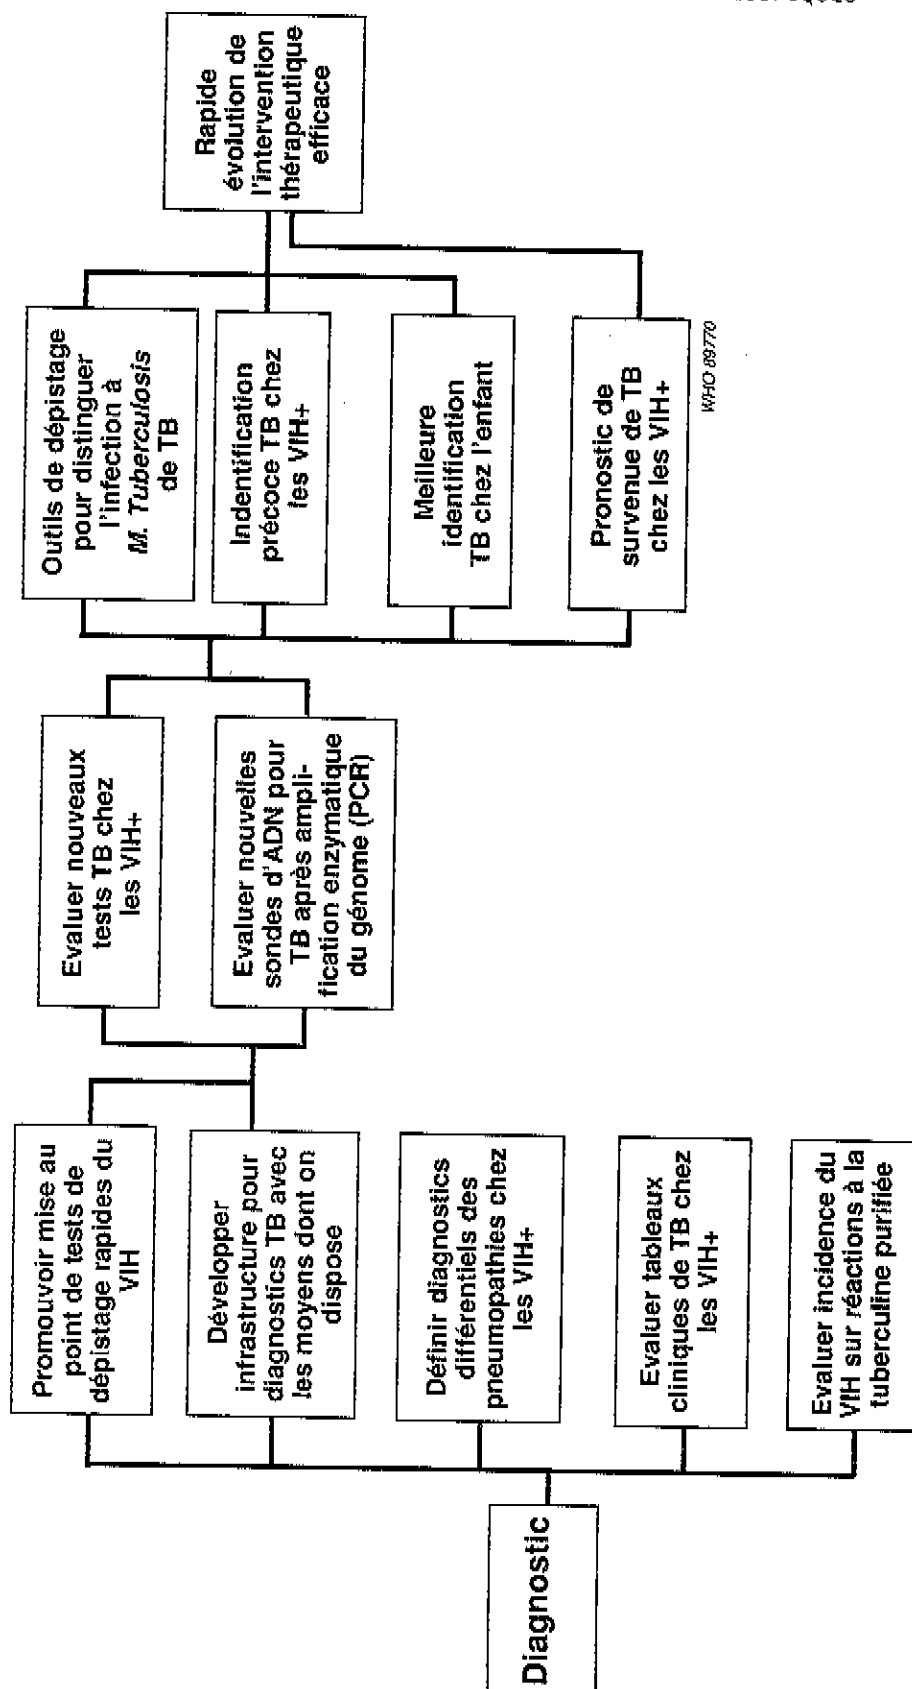 Diagnostic
Promouvoir mise au
point de tests de
dépistage rapides du
VIH
Développer
infrastructure pour
diagnostics TB avec
les moyens dont on
dispose
Définir diagnostics
différentiels des
pneumopathies chez
les VIH+
Evaluer tableaux
cliniques de TB chez
les VIH+
Evaluer incidence du
VIH sur réactions à la
tuberculine purifiée
Evaluer nouveaux
tests TB chez
les VIH+
Evaluer nouvelles
sondes d'ADN pour
TB après ampli-
fication enzymatique
du génome (PCR)
Outils de dépistage
pour distinguer
l'infection à
M. Tuberculosis
de TB
Indentification
précoce TB chez
les VIH+
Meilleure
identification
TB chez l'enfant
Pronostic de
survenue de TB
chez les VIH+
Rapide
évolution de
l'intervention
thérapeutique
efficace
WHO 89770